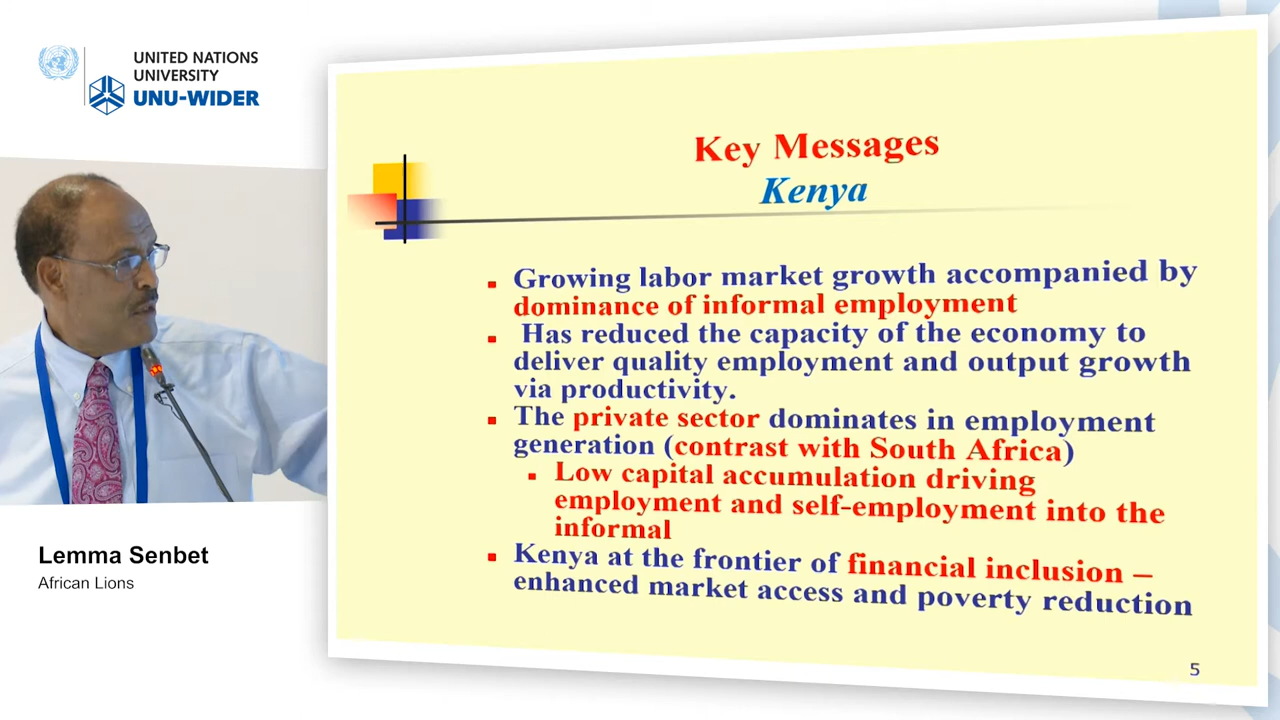 UNITED NATIONS
UNIVERSITY
UNU-WIDER
Lemma Senbet
African Lions
Key Messages
Kenya
Growing labor market growth accompanied by
dominance of informal employment
Has reduced the capacity of the economy to
deliver quality employment and output growth
via productivity.
The private sector dominates in employment
generation (contrast with South Africa)
Low capital accumulation driving
employment and self-employment into the
informal
Kenya at the frontier of financial inclusion –
enhanced market access and poverty reduction
5